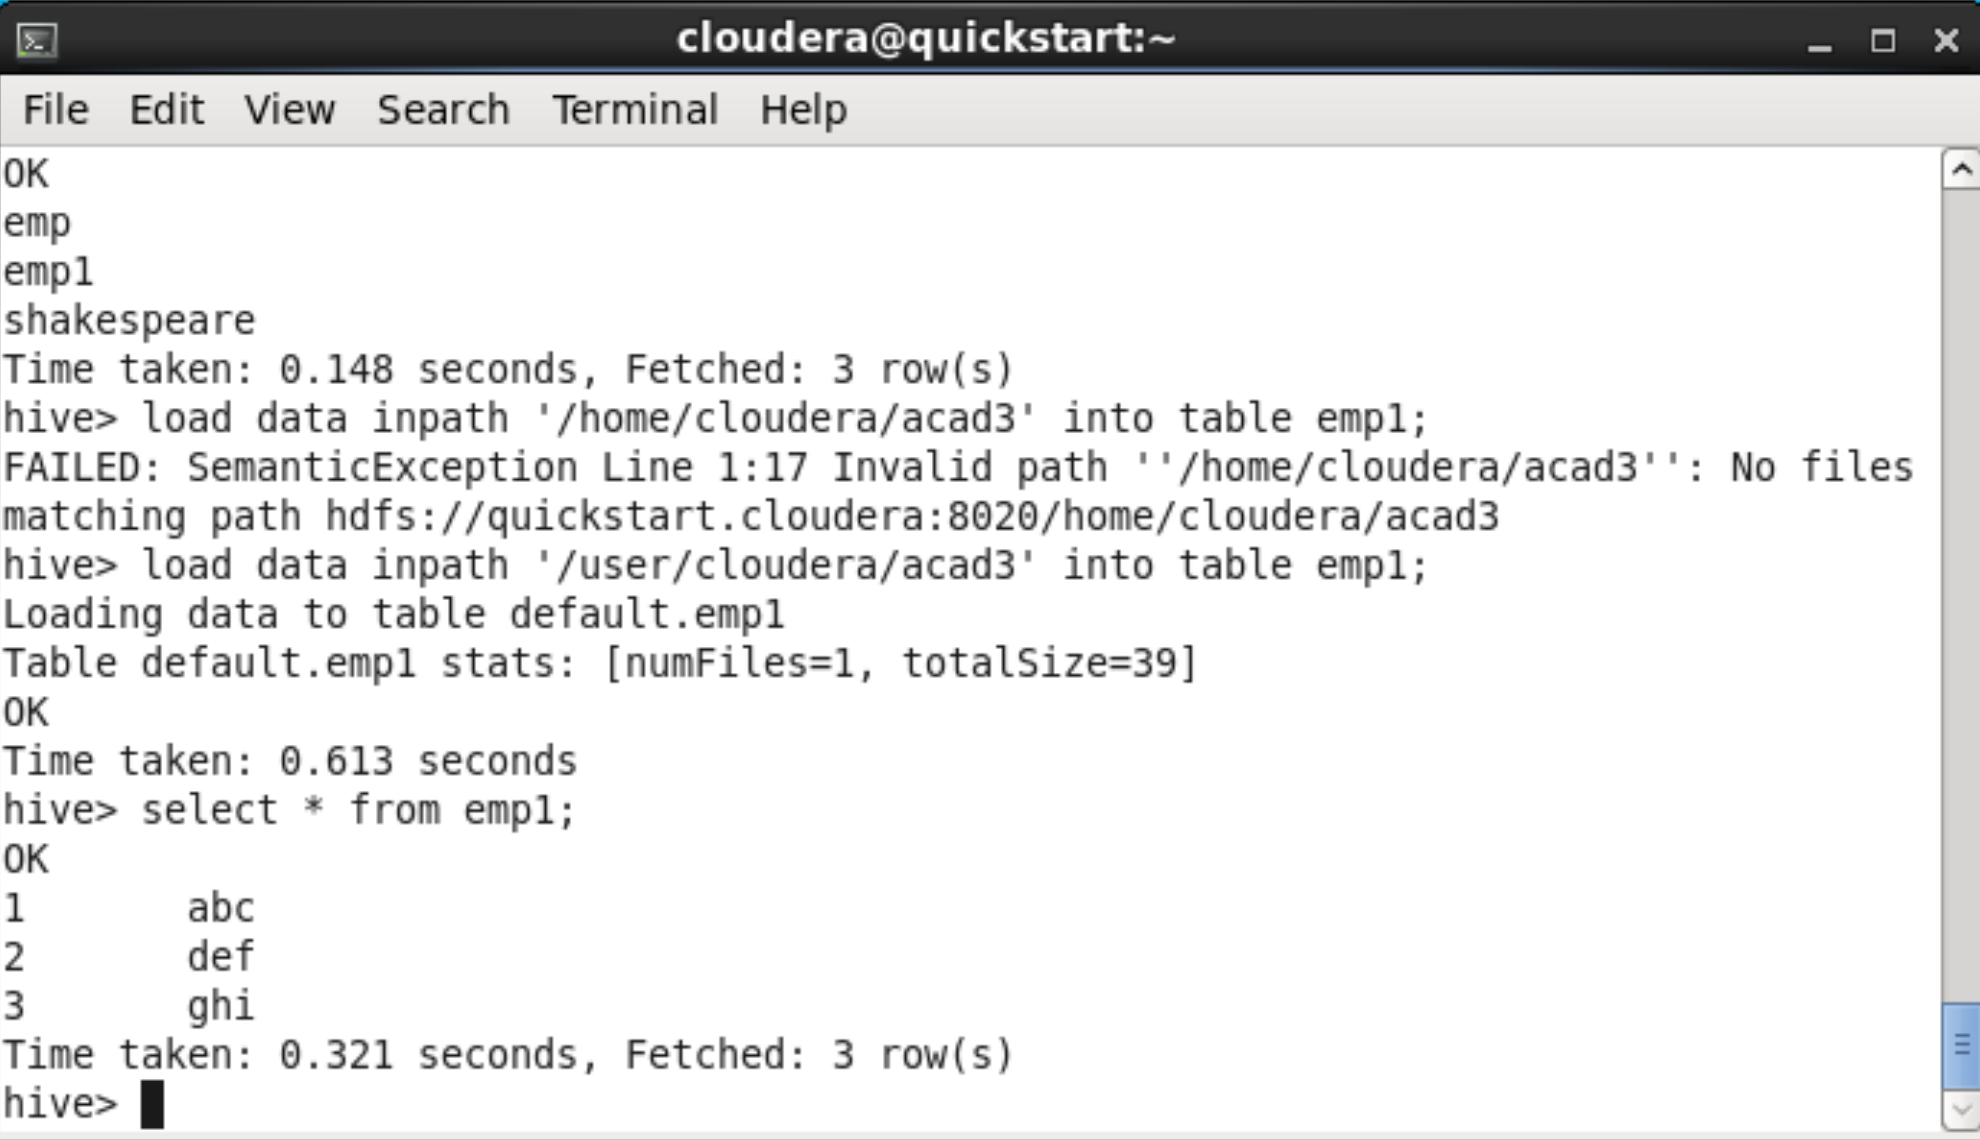 cloudera@quickstart:~
File Edit View Search Terminal Help
OK
emp
emp1
shakespeare
Time taken: 0.148 seconds, Fetched: 3 row(s)
hive> load data inpath '/home/cloudera/acad3' into table emp1;
FAILED: SemanticException Line 1:17 Invalid path ''/home/cloudera/acad3'': No files
matching path hdfs://quickstart.cloudera:8020/home/cloudera/acad3
hive> load data inpath '/user/cloudera/acad3' into table emp1;
Loading data to table default.emp1
Table default.emp1 stats: [numFiles=1, totalSize=39]
OK
Time taken: 0.613 seconds
hive> select * from emp1;
OK
1       abc
2       def
3       ghi
Time taken: 0.321 seconds, Fetched: 3 row(s)
hive>